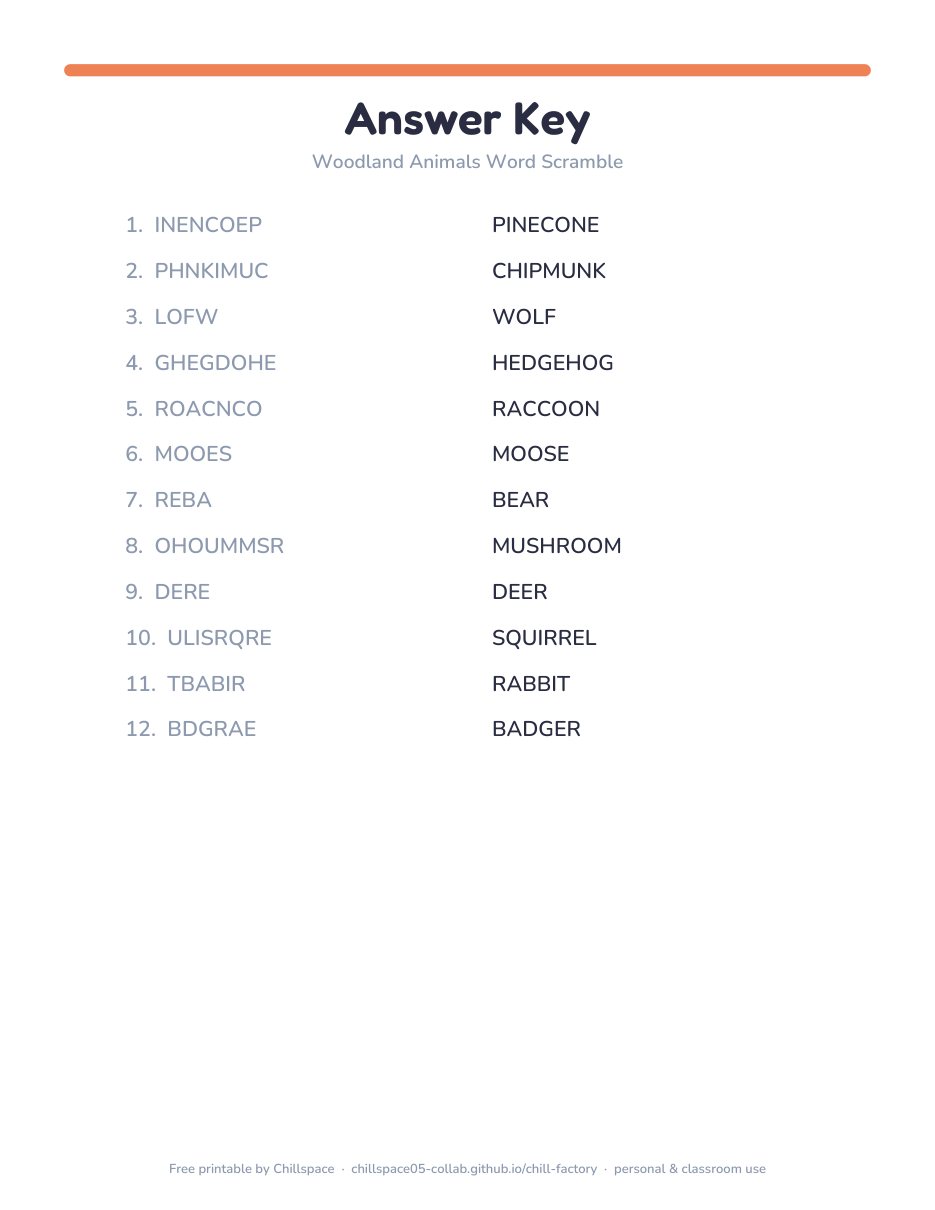 Answer Key
Woodland Animals Word Scramble
1. INENCOEP PINECONE
2. PHNKIMUC CHIPMUNK
3. LOFW WOLF
4. GHEGDOHE HEDGEHOG
5. ROACNCO RACCOON
6. MOOES MOOSE
7. REBA BEAR
8. OHOUMMSR MUSHROOM
9. DERE DEER
10. ULISRQRE SQUIRREL
11. TBABIR RABBIT
12. BDGRAE BADGER
Free printable by Chillspace · chillspace05-collab.github.io/chill-factory · personal & classroom use